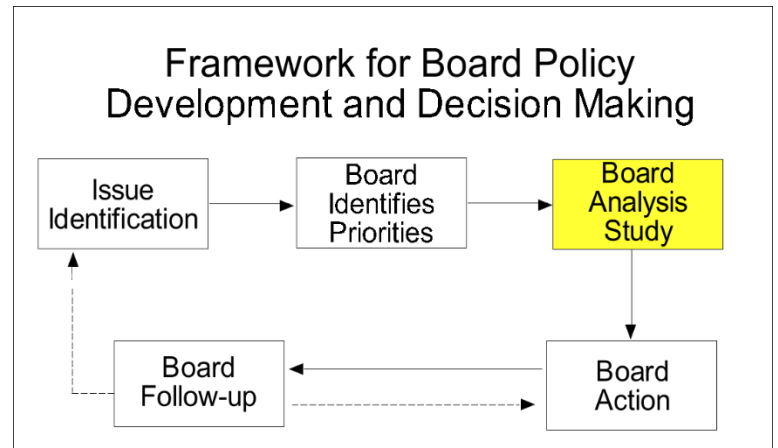 Framework for Board Policy
Development and Decision Making
Issue
Identification
Board
Identifies
Priorities
Board
Analysis
Study
Board
Follow-up
Board
Action